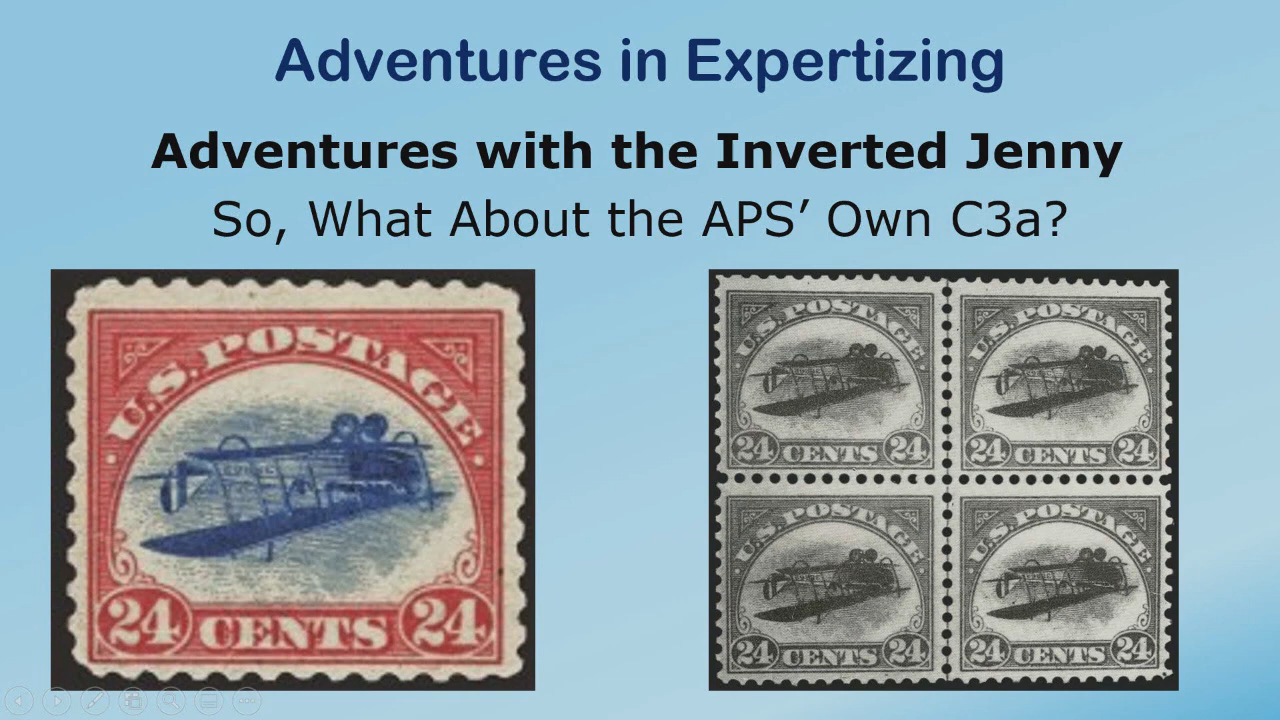 Adventures in Expertizing
Adventures with the Inverted Jenny
So, What About the APS’ Own C3a?
U.S. POSTAGE
24 CENTS 24
U.S. POSTAGE
U.S. POSTAGE
24 CENTS 24
24 CENTS 24
U.S. POSTAGE
U.S. POSTAGE
24 CENTS 24
24 CENTS 24